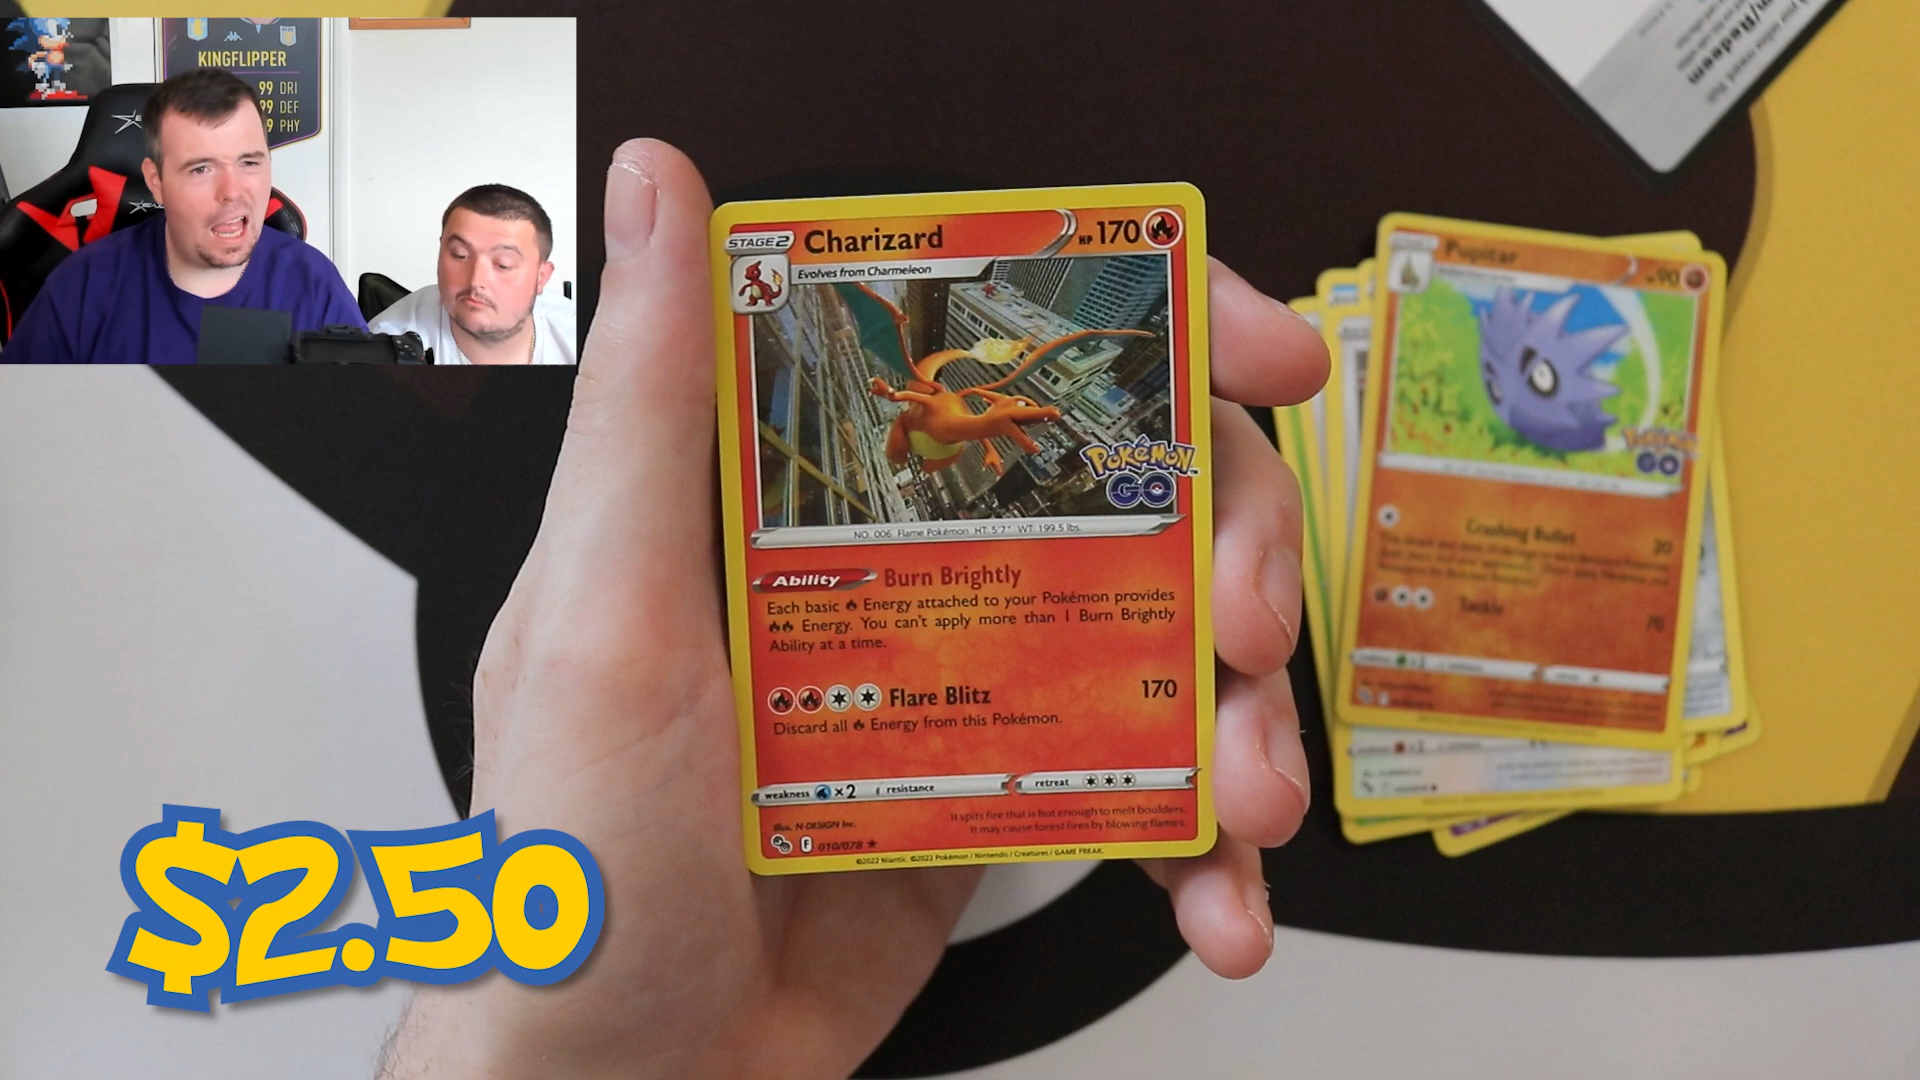 KINGFLIPPER
99 DRI
99 DEF
9 PHY
m/Redeem
STAGE 2 Charizard HP 170
Evolves from Charmeleon
POKÉMON
GO
NO. 006 Flame Pokémon HT: 5'7" WT: 199.5 lbs.
Ability Burn Brightly
Each basic Energy attached to your Pokémon provides
Energy. You can't apply more than 1 Burn Brightly
Ability at a time.
Flare Blitz 170
Discard all Energy from this Pokémon.
weakness ×2 resistance retreat
It spits fire that is hot enough to melt boulders.
It may cause forest fires by blowing flames.
Illus. N-DESIGN Inc.
F 010/078 ★
©2022 Niantic. ©2022 Pokémon / Nintendo / Creatures / GAME FREAK.
Pupitar HP 90
POKÉMON
GO
Crashing Bullet 20
Tackle 70
$2.50